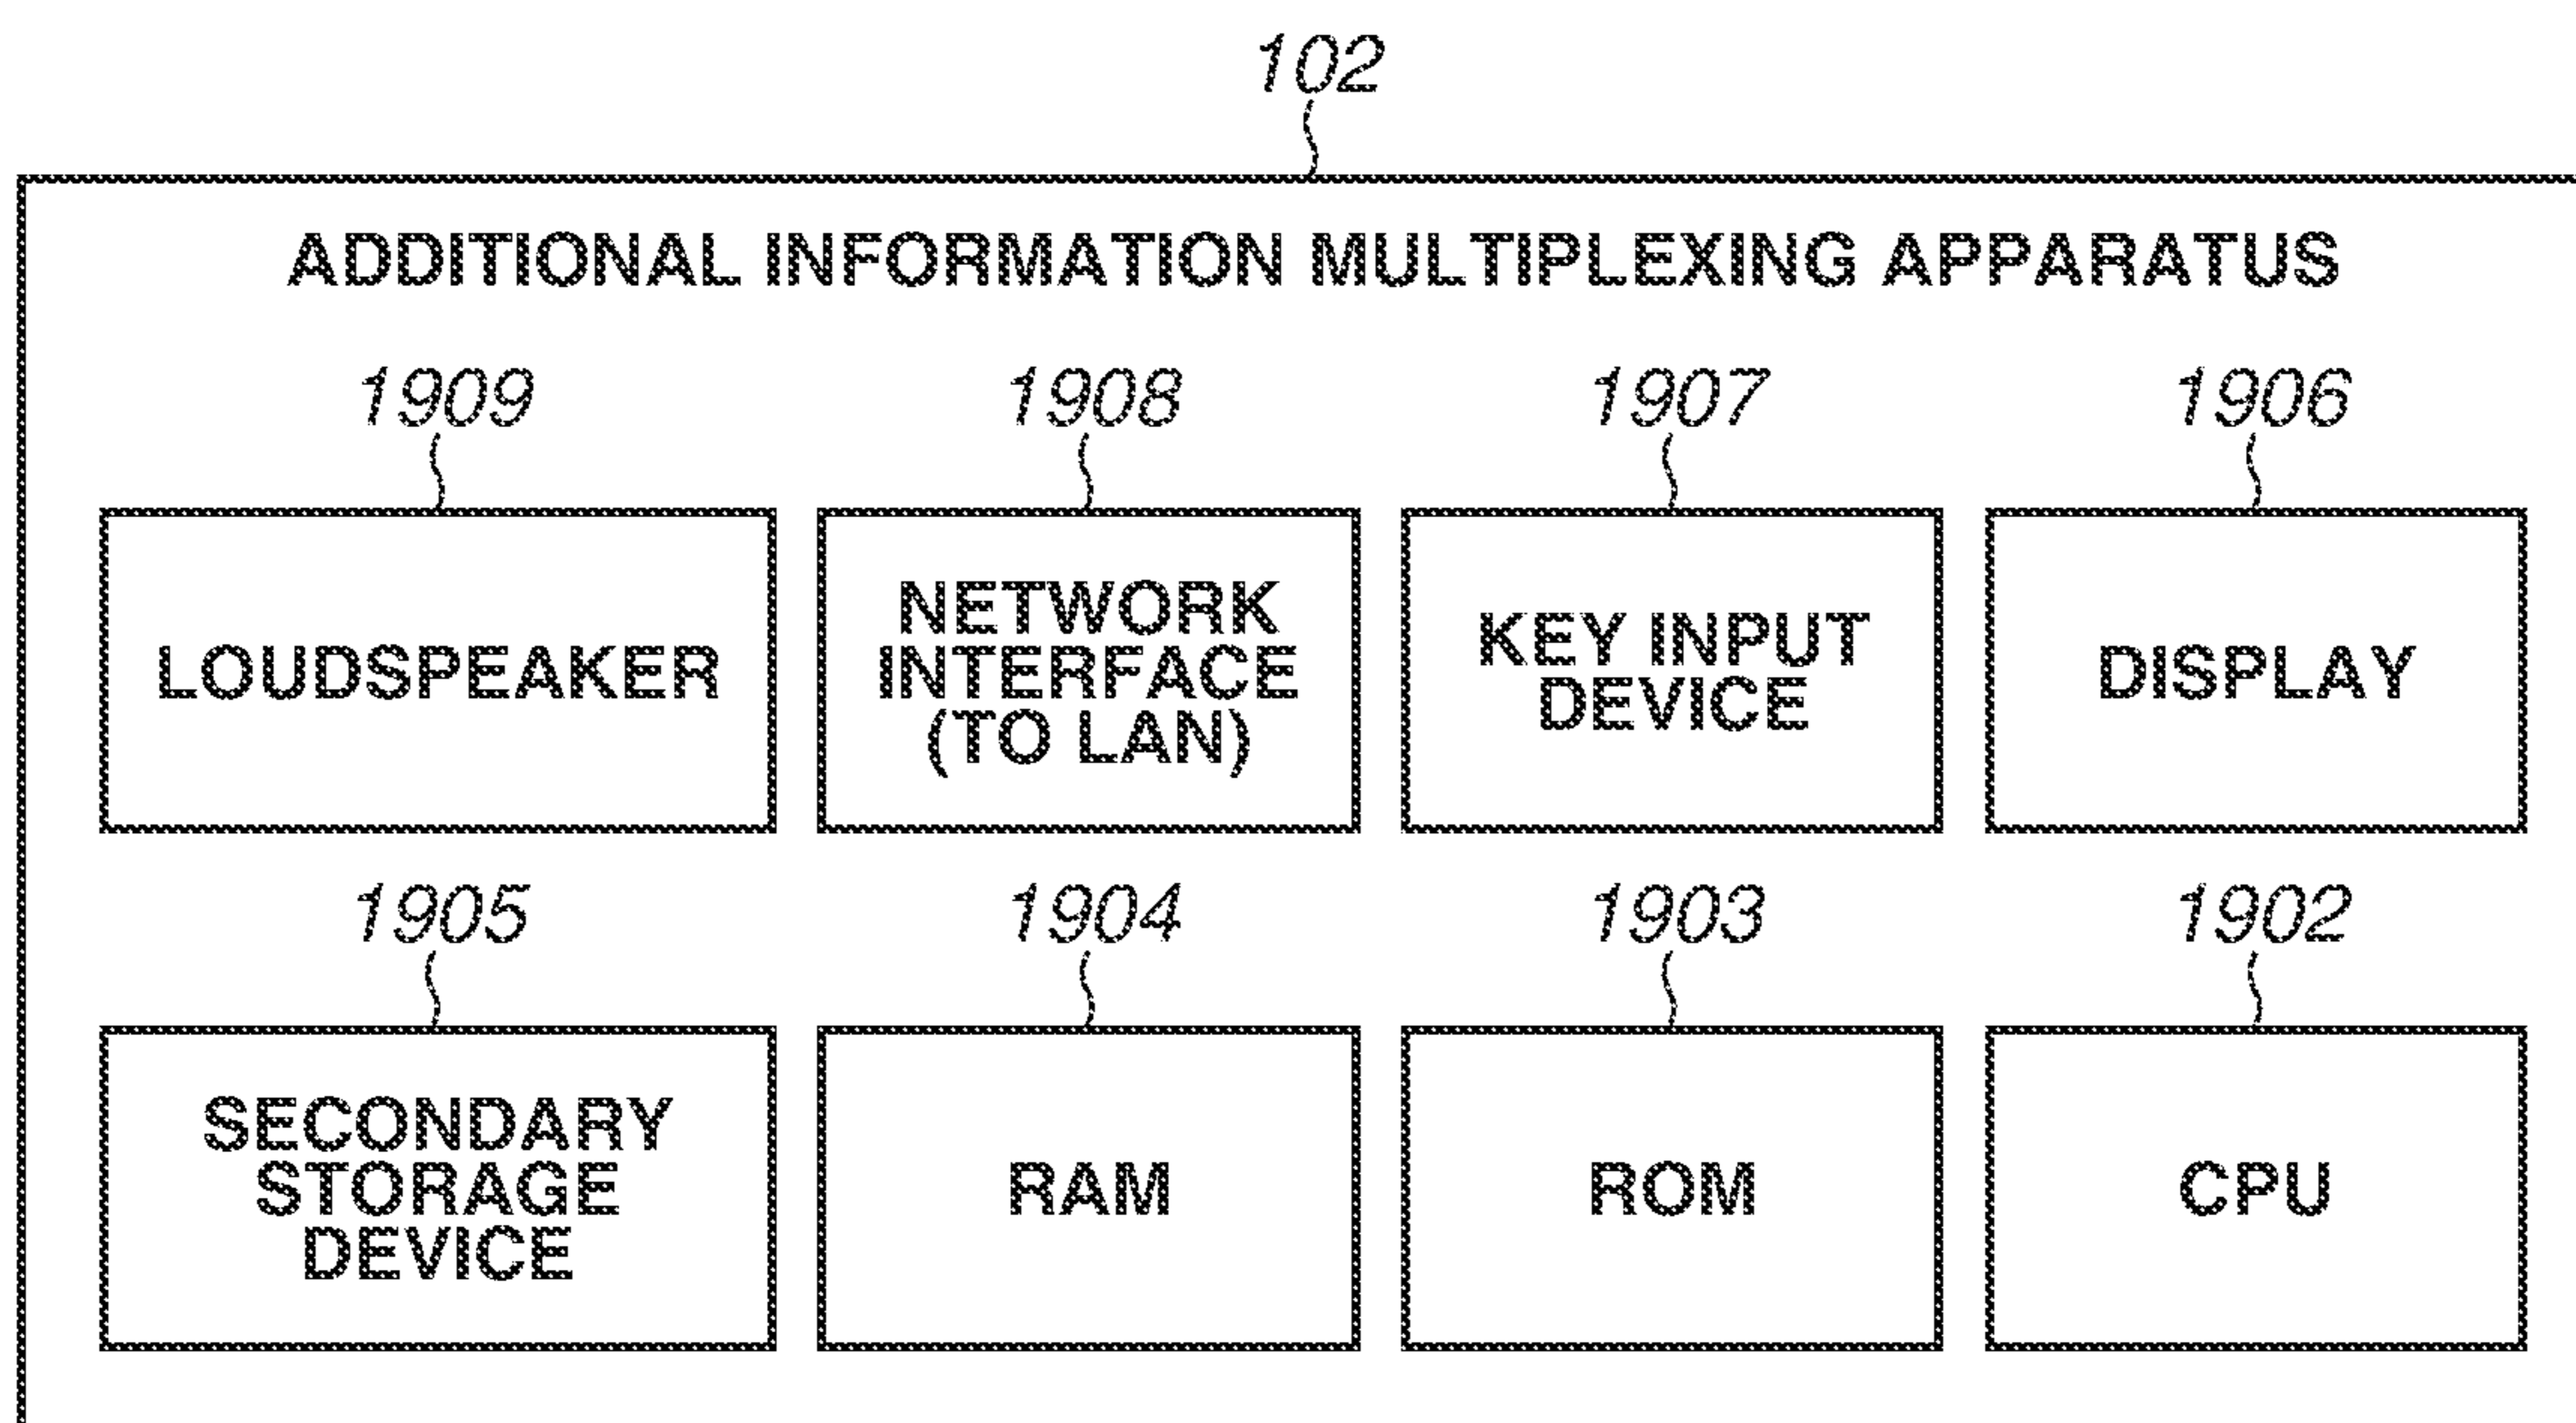 102
ADDITIONAL INFORMATION MULTIPLEXING APPARATUS
1909
1908
1907
1906
LOUDSPEAKER
NETWORK
INTERFACE
(TO LAN)
KEY INPUT
DEVICE
DISPLAY
1905
1904
1903
1902
SECONDARY
STORAGE
DEVICE
RAM
ROM
CPU